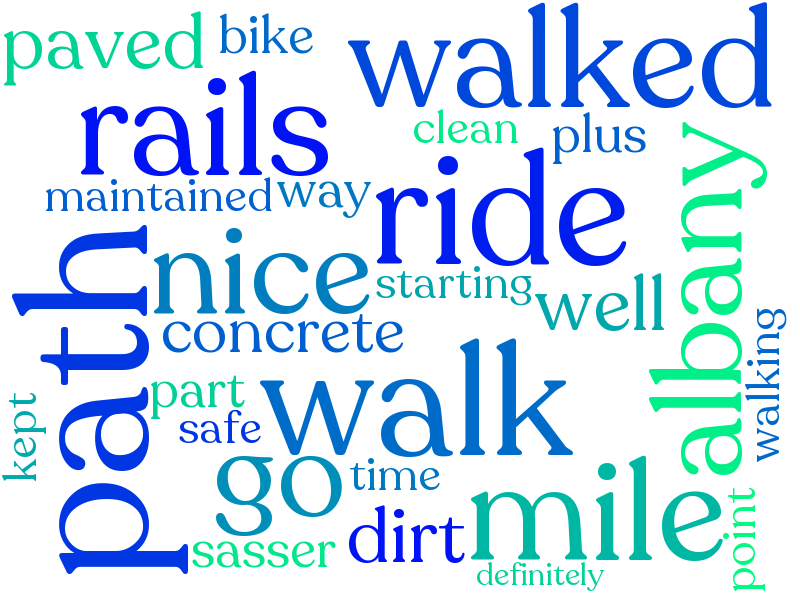 paved
bike
walked
rails
clean
plus
albany
maintained
way
ride
path
nice
starting
well
concrete
walking
part
walk
kept
safe
go
time
mile
dirt
sasser
point
definitely